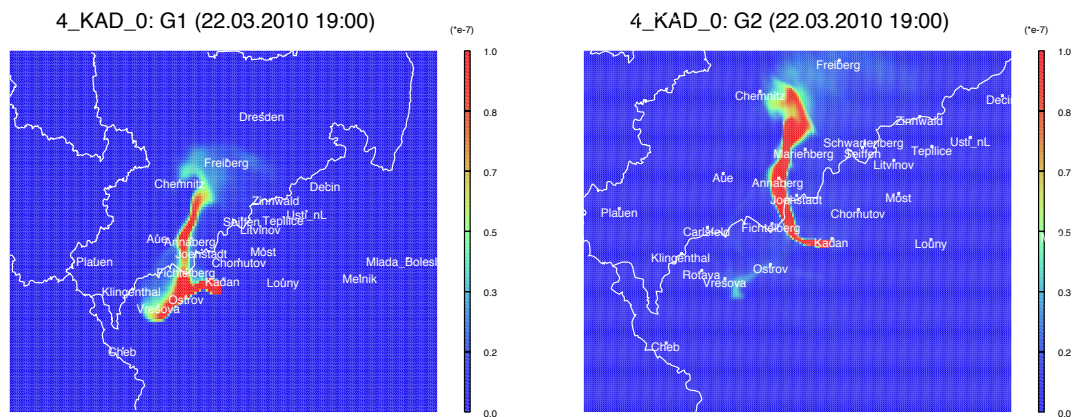 4_KAD_0: G1 (22.03.2010 19:00)
(*e-7)
1.0
0.8
0.7
0.5
0.3
0.2
0.0
Dresden
Freiberg
Chemnitz
Decin
Zinnwald
Usti_nL
Seiffen Teplice
Litvinov
Aue
Annaberg
Most
Joehstadt
Chomutov
Plauen
Mlada_Bolesl
Fichtelberg
Kadan
Louny
Melnik
Klingenthal
Ostrov
Vresova
Cheb
4_KAD_0: G2 (22.03.2010 19:00)
(*e-7)
1.0
0.8
0.7
0.5
0.3
0.2
0.0
Freiberg
Chemnitz
Decin
Zinnwald
Usti_nL
Schwartenberg
Marienberg
Seiffen
Teplice
Litvinov
Aue
Annaberg
Joehstadt
Most
Plauen
Chomutov
Carlsfeld
Fichtelberg
Kadan
Louny
Klingenthal
Rotava
Ostrov
Vresova
Cheb